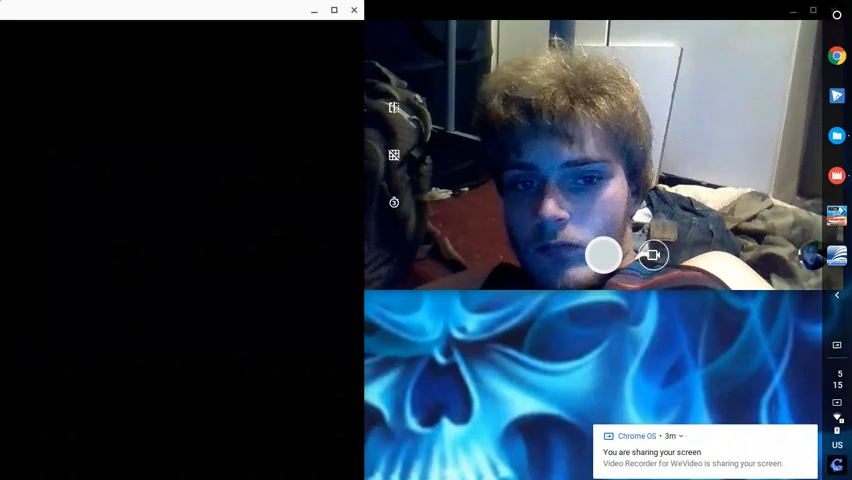 3
Chrome OS • 3m
You are sharing your screen
Video Recorder for WeVideo is sharing your screen.
5
15
US